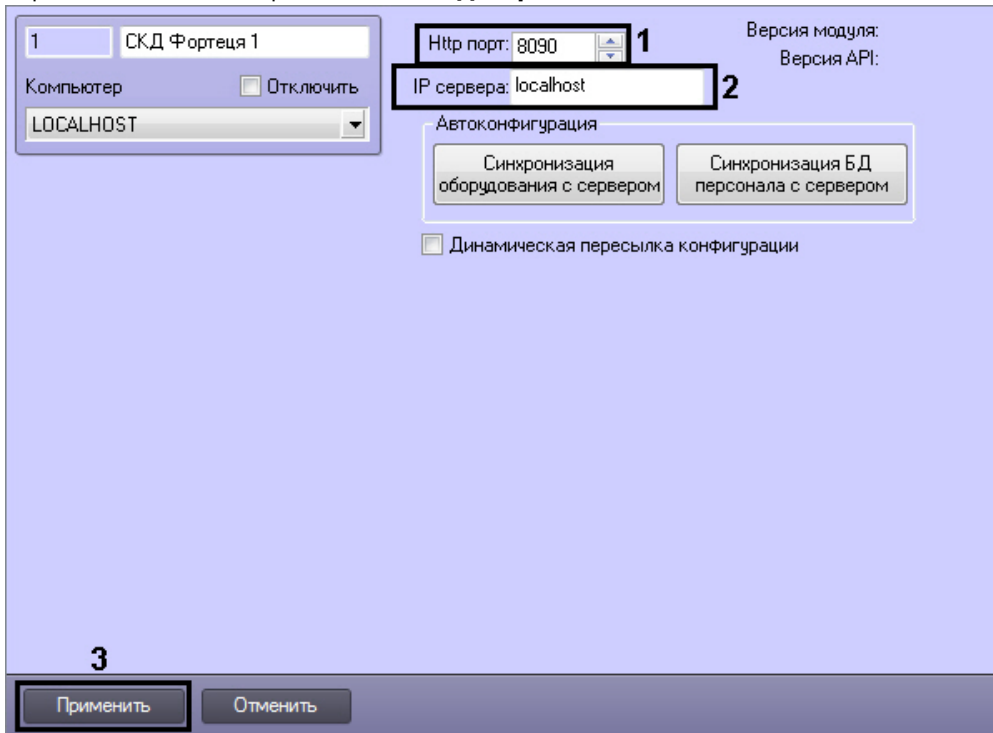 1
СКД Фортеця 1
Компьютер
Отключить
LOCALHOST
Http порт: 8090
1
IP сервера: localhost
2
Версия модуля:
Версия API:
Автоконфигурация
Синхронизация
оборудования с сервером
Синхронизация БД
персонала с сервером
Динамическая пересылка конфигурации
3
Применить
Отменить